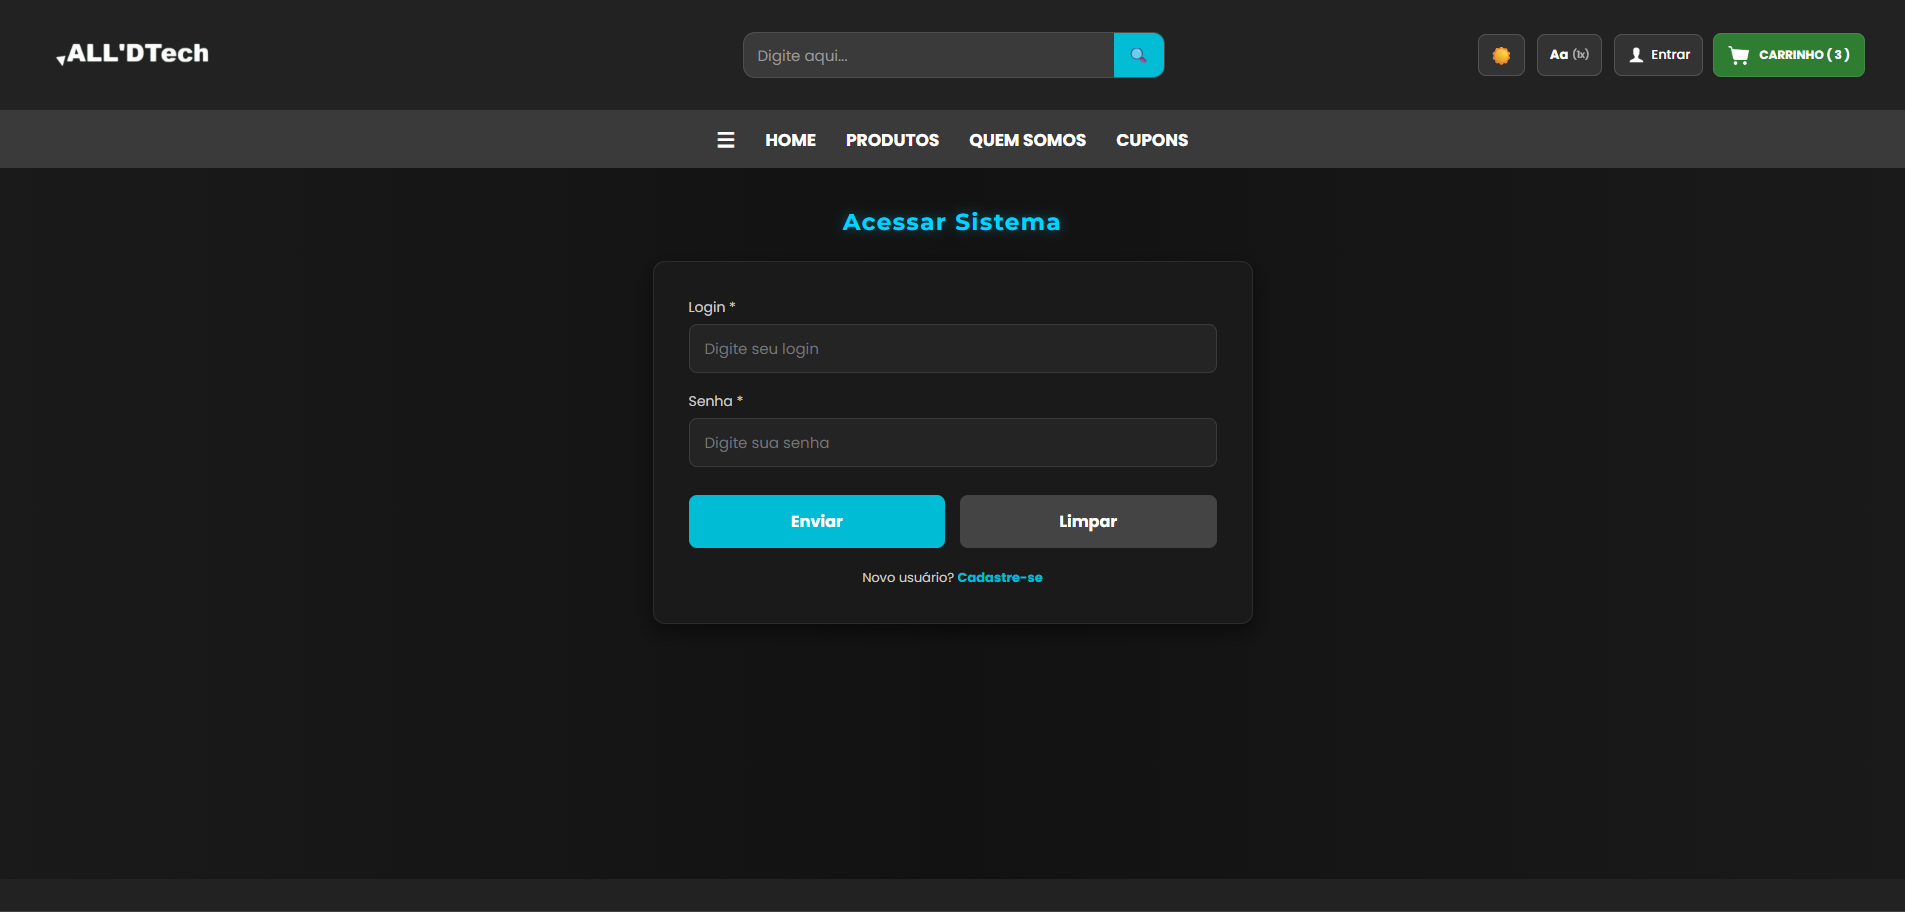 ALL'DTech
Digite aqui...
Aa (1x)
Entrar
CARRINHO ( 3 )
HOME
PRODUTOS
QUEM SOMOS
CUPONS
Acessar Sistema
Login *
Digite seu login
Senha *
Digite sua senha
Enviar
Limpar
Novo usuário? Cadastre-se